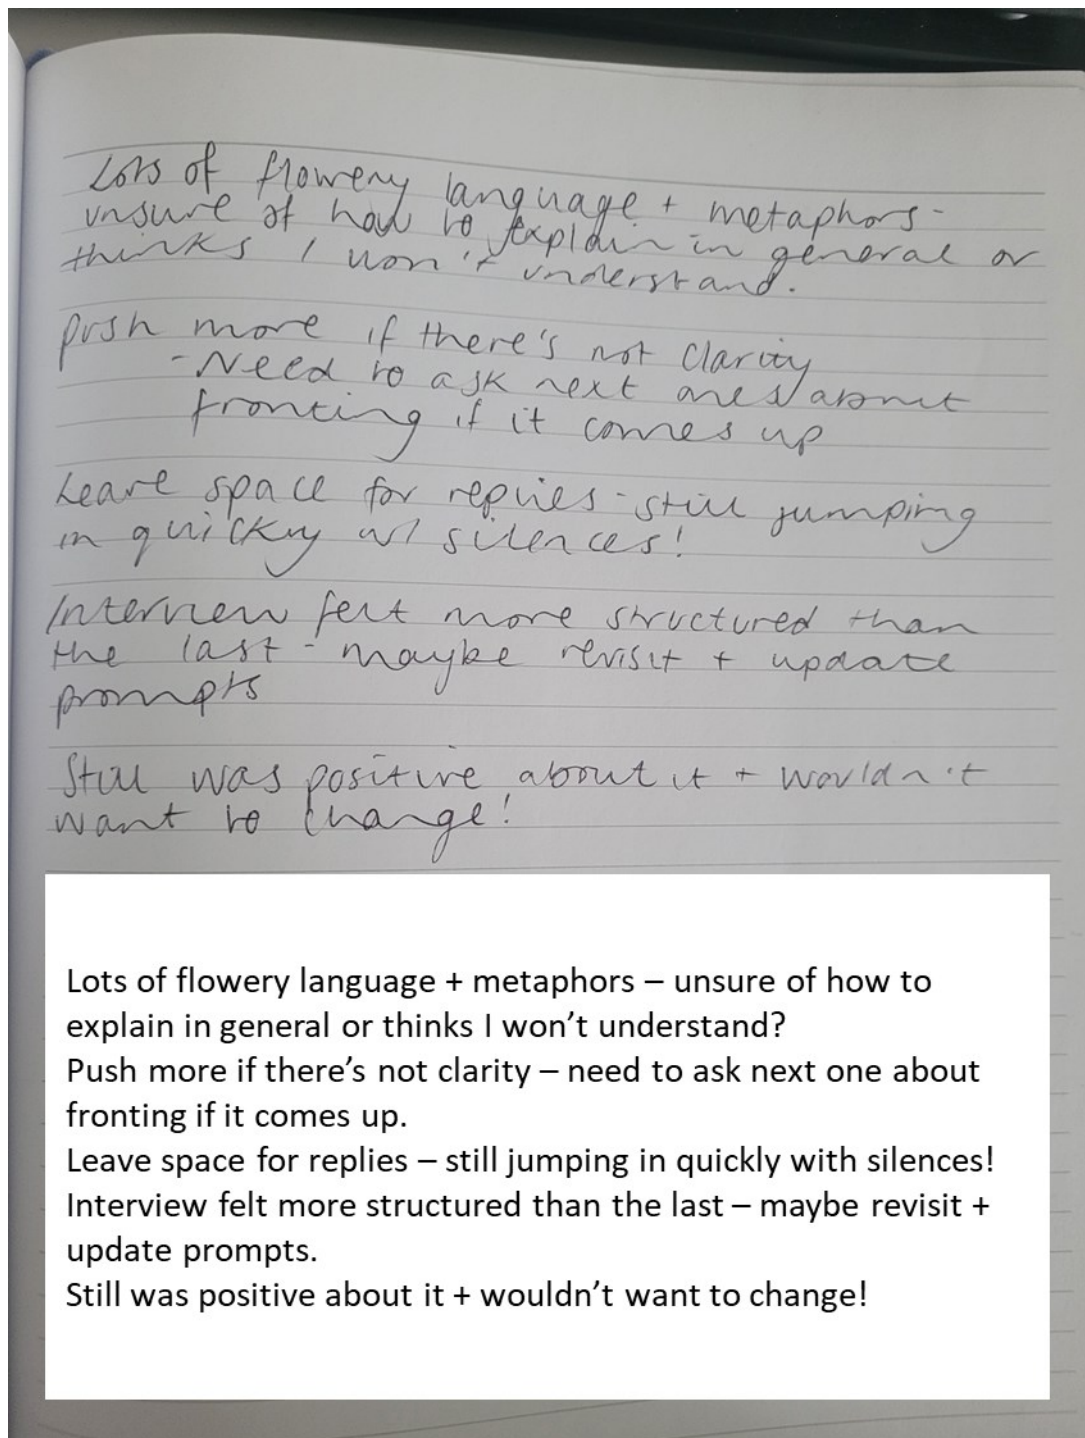 Lots of flowery language + metaphors -
unsure of how to explain in general or
thinks I won't understand.
push more if there's not clarity
- Need to ask next ones about
fronting if it comes up
Leave space for replies - still jumping
in quickly w/ silences!
Interview felt more structured than
the last - maybe revisit + update
prompts
Still was positive about it + wouldn't
want to change!
Lots of flowery language + metaphors – unsure of how to
explain in general or thinks I won’t understand?
Push more if there’s not clarity – need to ask next one about
fronting if it comes up.
Leave space for replies – still jumping in quickly with silences!
Interview felt more structured than the last – maybe revisit +
update prompts.
Still was positive about it + wouldn’t want to change!